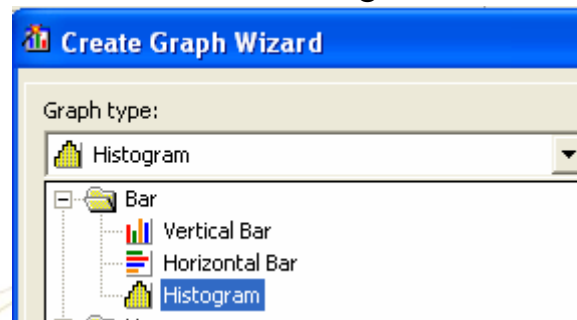 Create Graph Wizard
Graph type:
Histogram
Bar
Vertical Bar
Horizontal Bar
Histogram